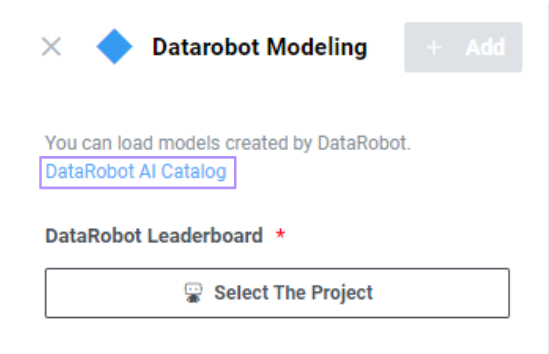 Datarobot Modeling
+ Add
You can load models created by DataRobot.
DataRobot AI Catalog
DataRobot Leaderboard *
Select The Project